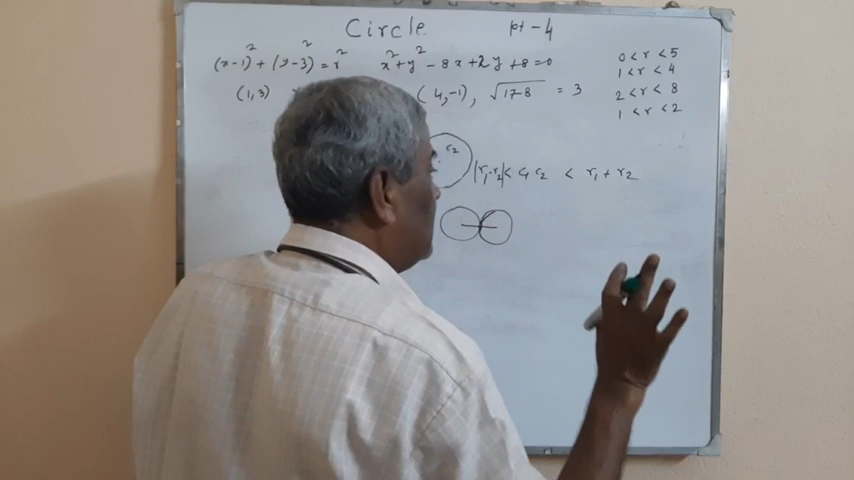 Circle pt - 4
(x-1)² + (y-3)² = r² x² + y² - 8x + 2y + 8 = 0
(1,3) (4,-1), √17-8 = 3
0 < r < 5
1 < r < 4
2 < r < 8
1 < r < 2
c₂
|r₁-r₂| < c₁c₂ < r₁ + r₂